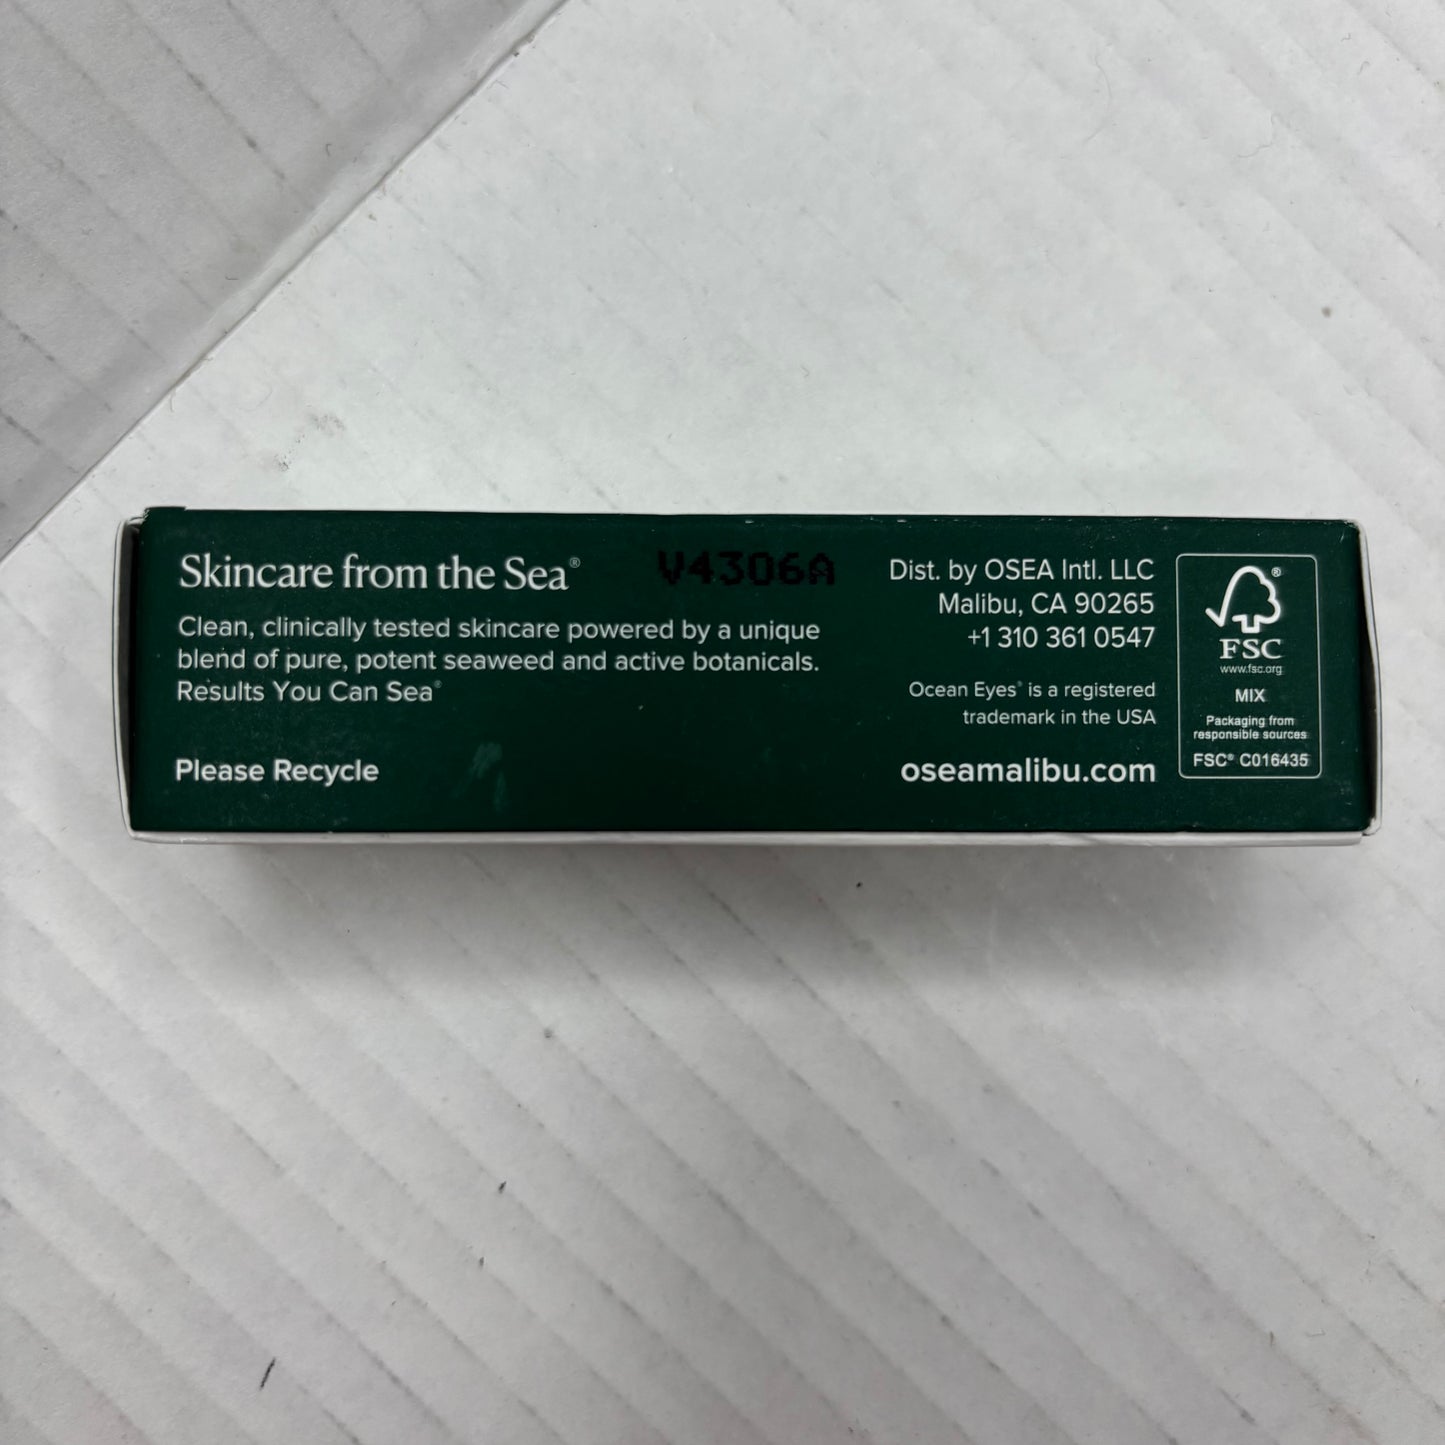 Skincare from the Sea®
V4306A
Clean, clinically tested skincare powered by a unique
blend of pure, potent seaweed and active botanicals.
Results You Can Sea®
Please Recycle
Dist. by OSEA Intl. LLC
Malibu, CA 90265
+1 310 361 0547
Ocean Eyes® is a registered
trademark in the USA
oseamalibu.com
®
FSC
www.fsc.org
MIX
Packaging from
responsible sources
FSC® C016435